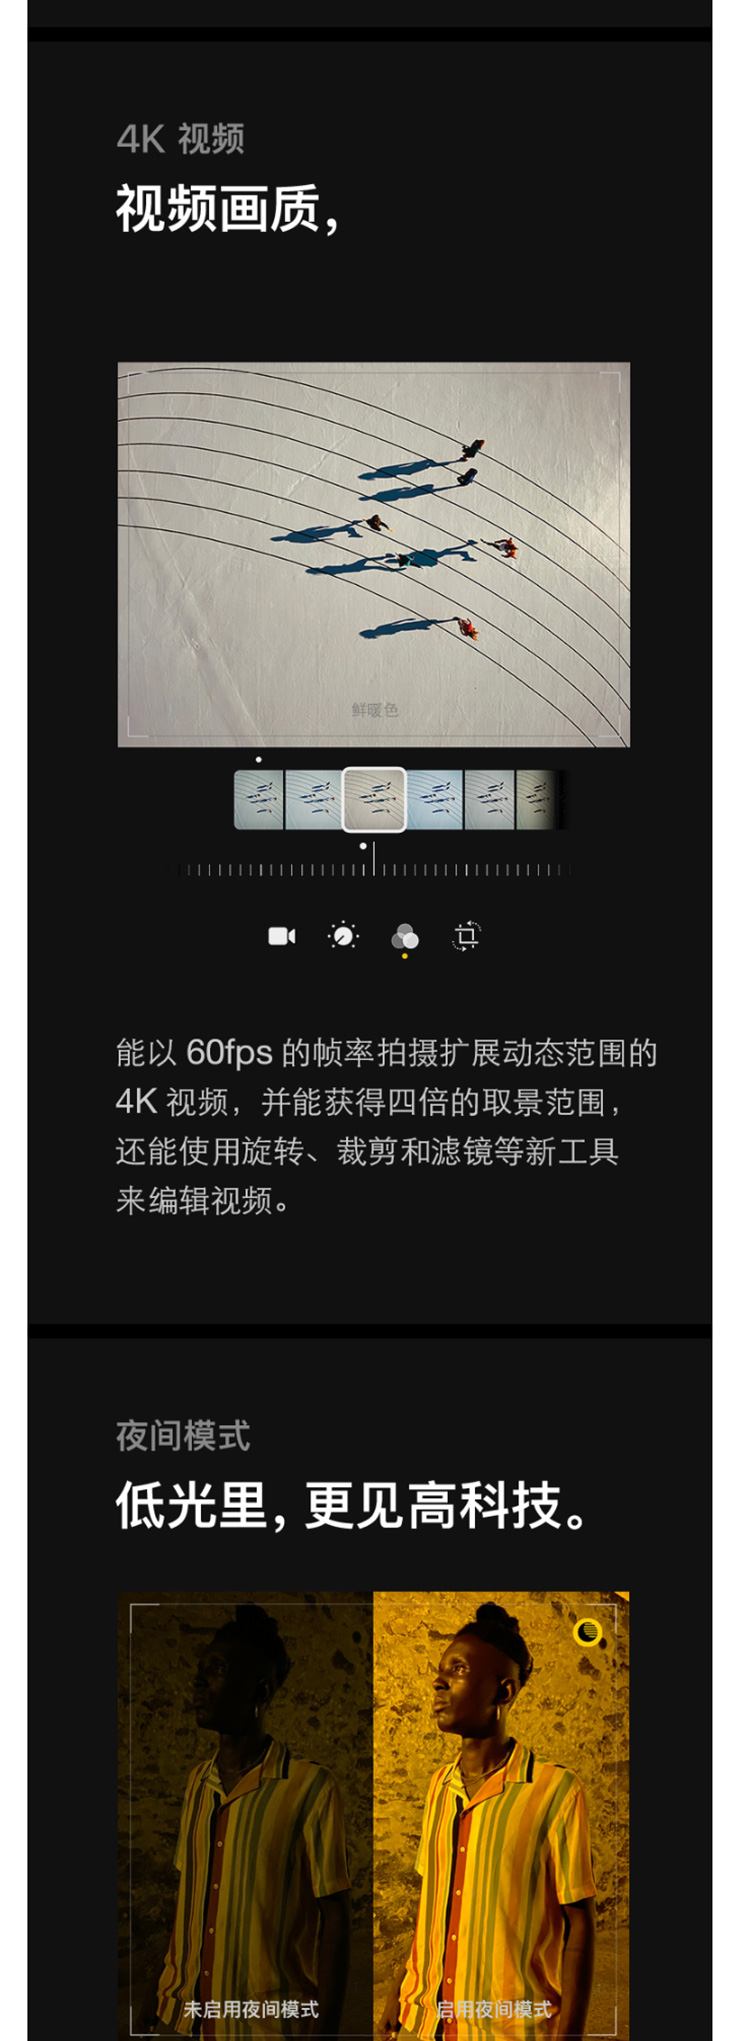 4K 视频
视频画质，
鲜暖色
能以 60fps 的帧率拍摄扩展动态范围的
4K 视频，并能获得四倍的取景范围，
还能使用旋转、裁剪和滤镜等新工具
来编辑视频。
夜间模式
低光里，更见高科技。
未启用夜间模式
启用夜间模式